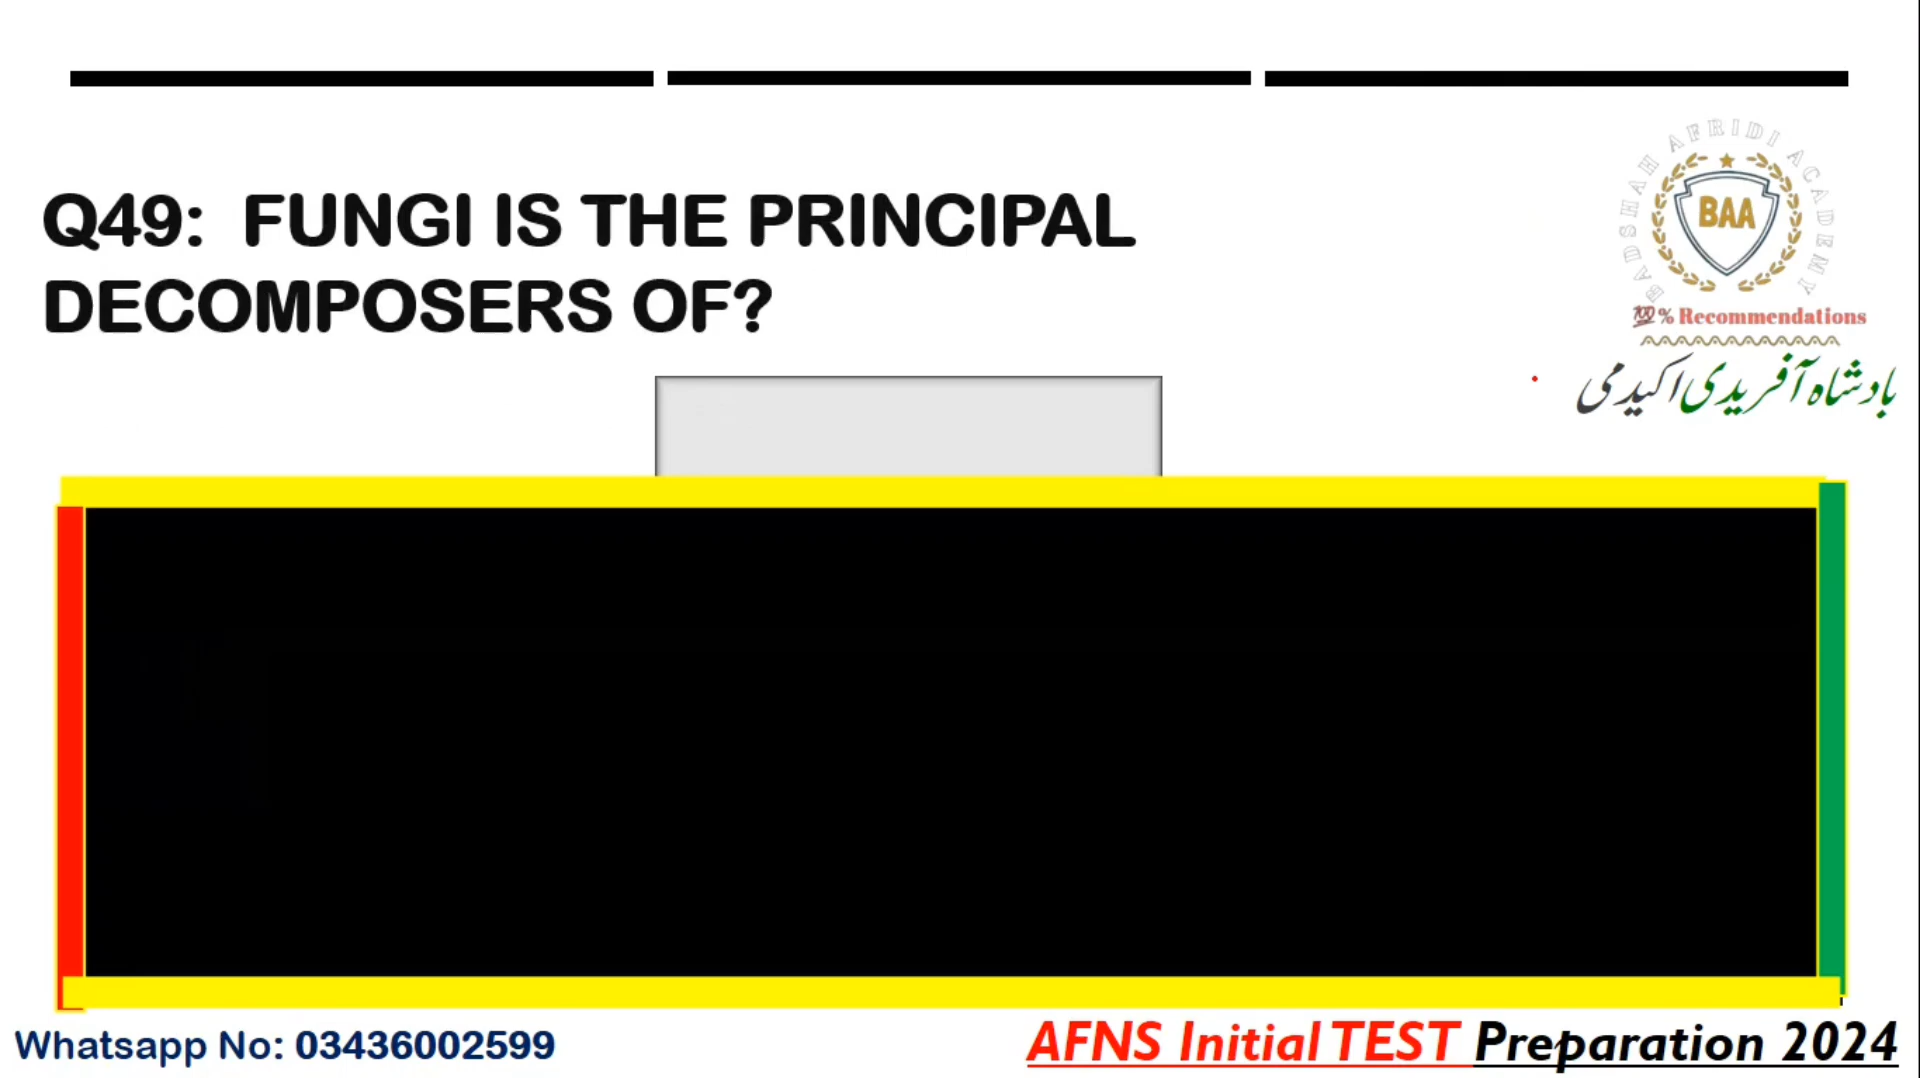 Q49: FUNGI IS THE PRINCIPAL
DECOMPOSERS OF?
BADSHAH AFRIDI ACADEMY
BAA
100% Recommendations
بادشاہ آفریدی اکیڈمی
Whatsapp No: 03436002599
AFNS Initial TEST Preparation 2024